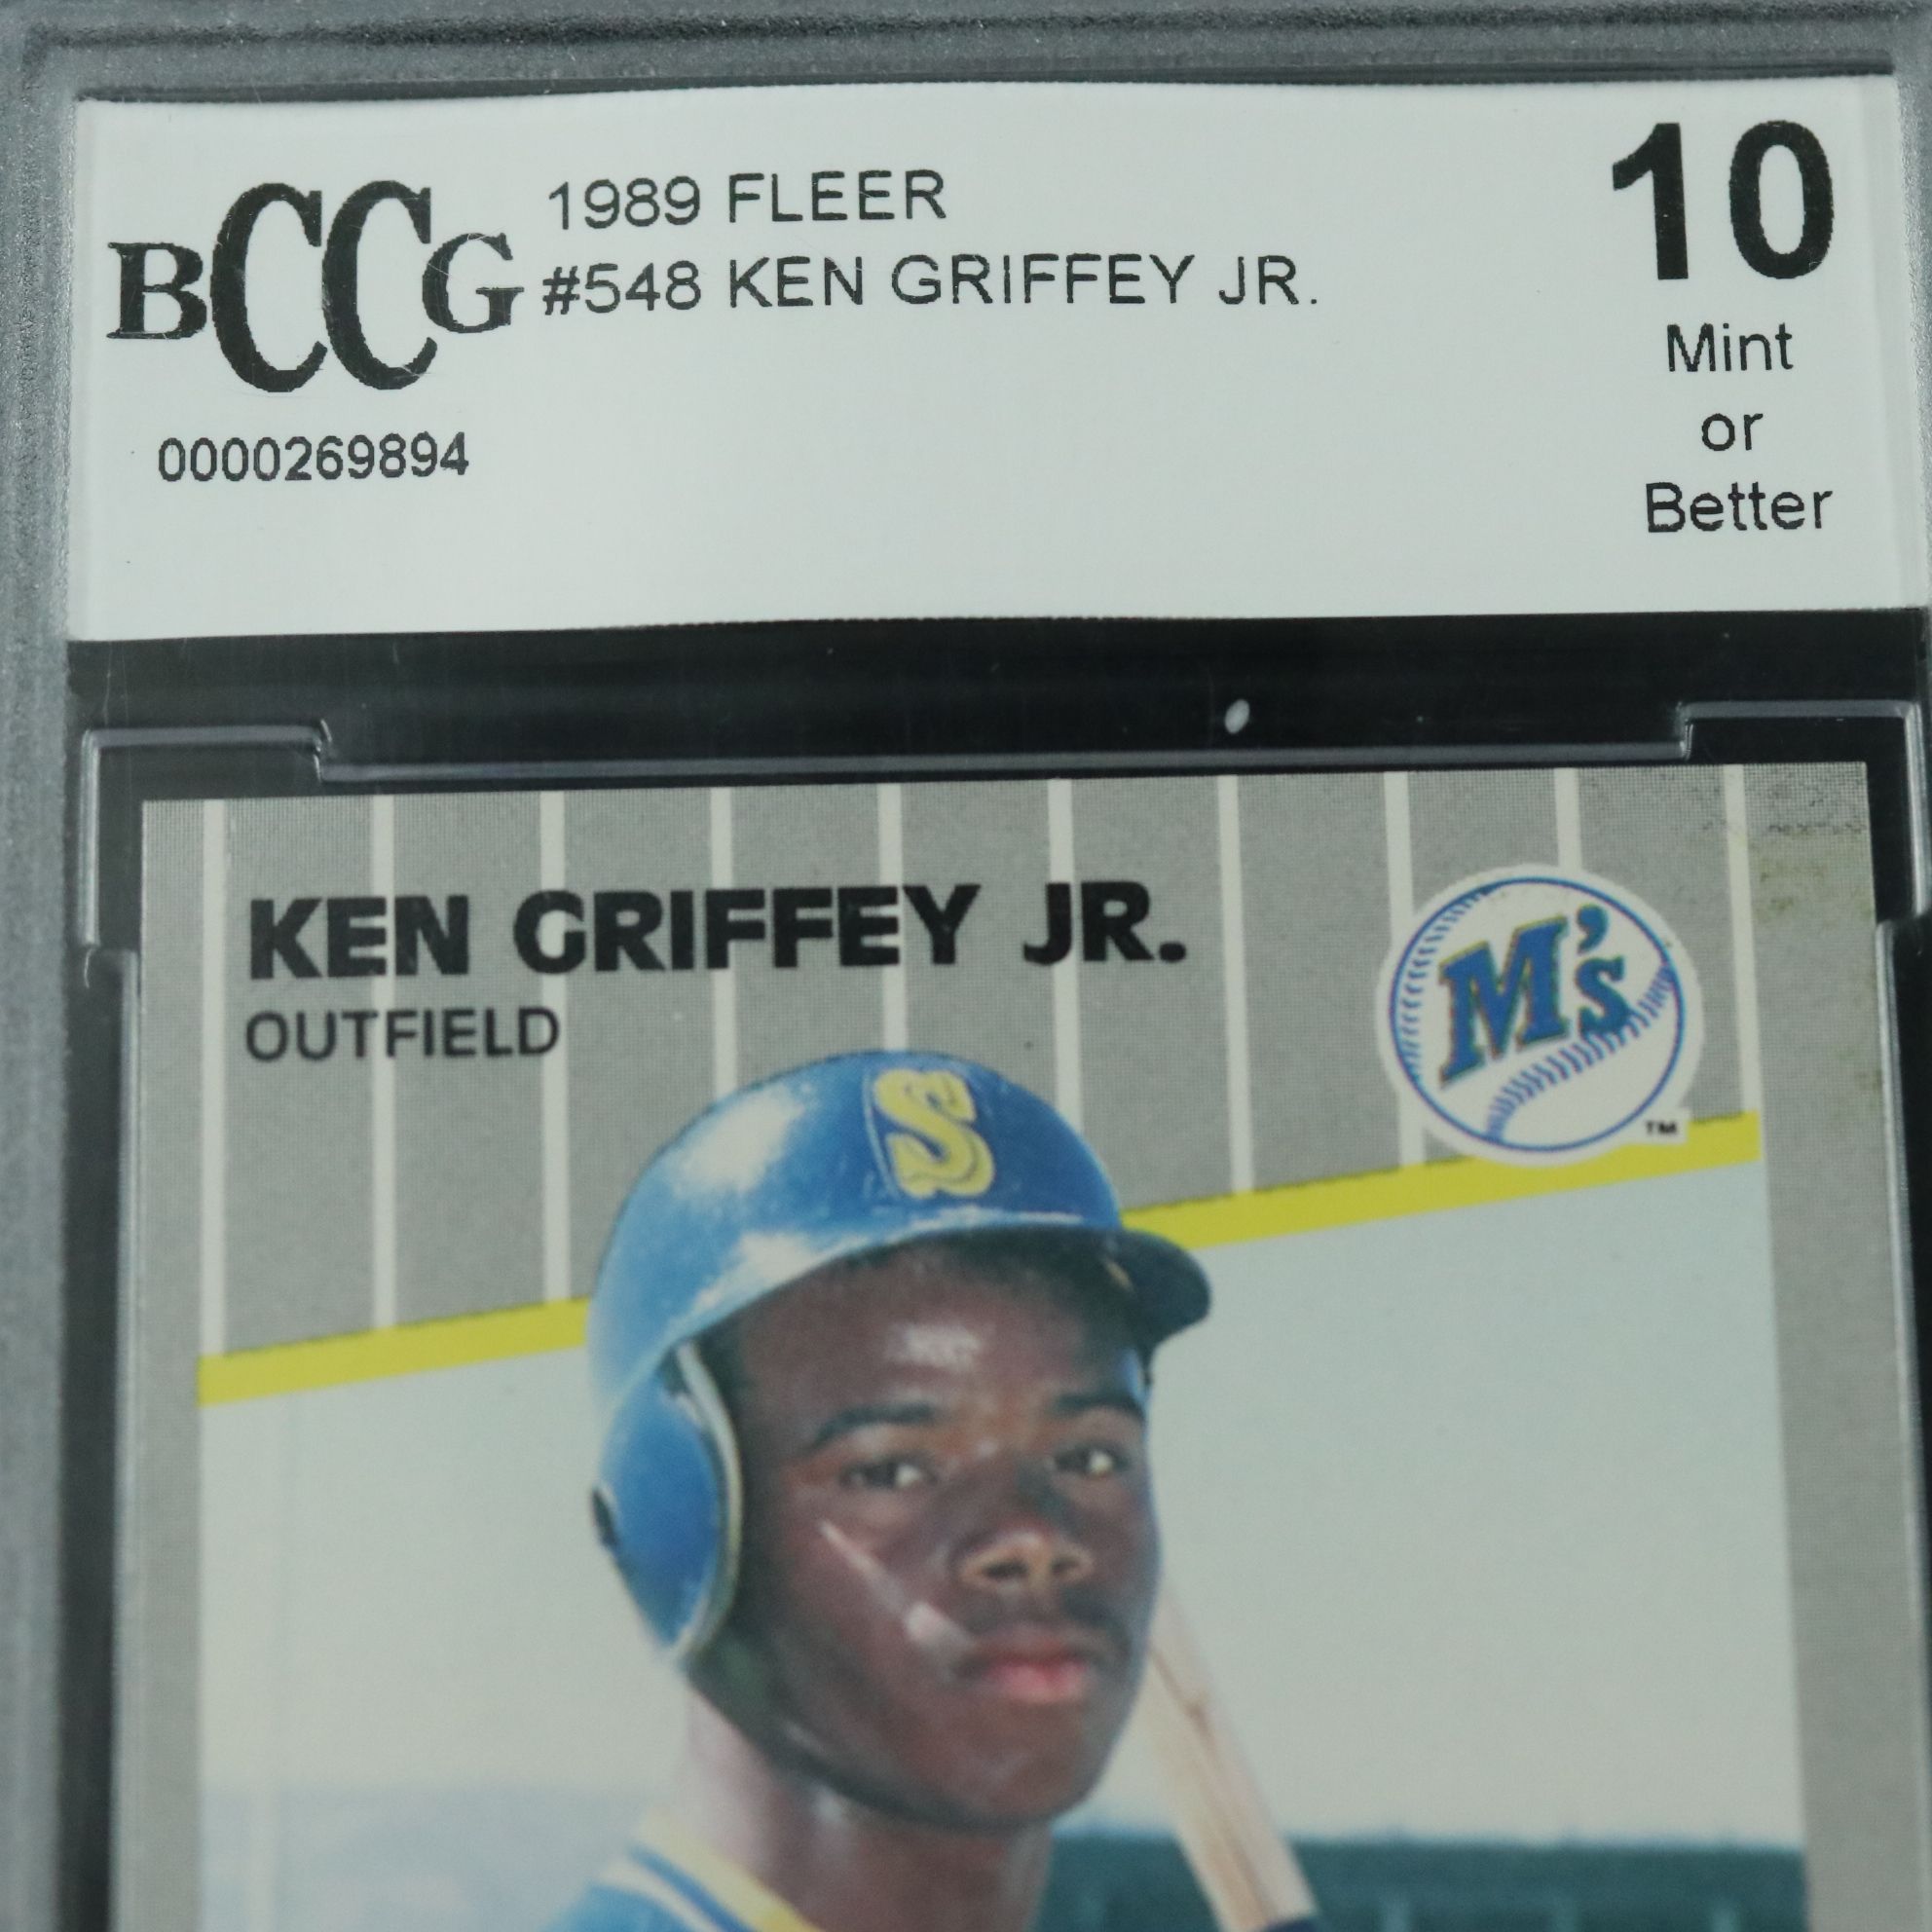 BCCG
1989 FLEER
#548 KEN GRIFFEY JR.
0000269894
10
Mint
or
Better
KEN GRIFFEY JR.
OUTFIELD
M's
TM
S